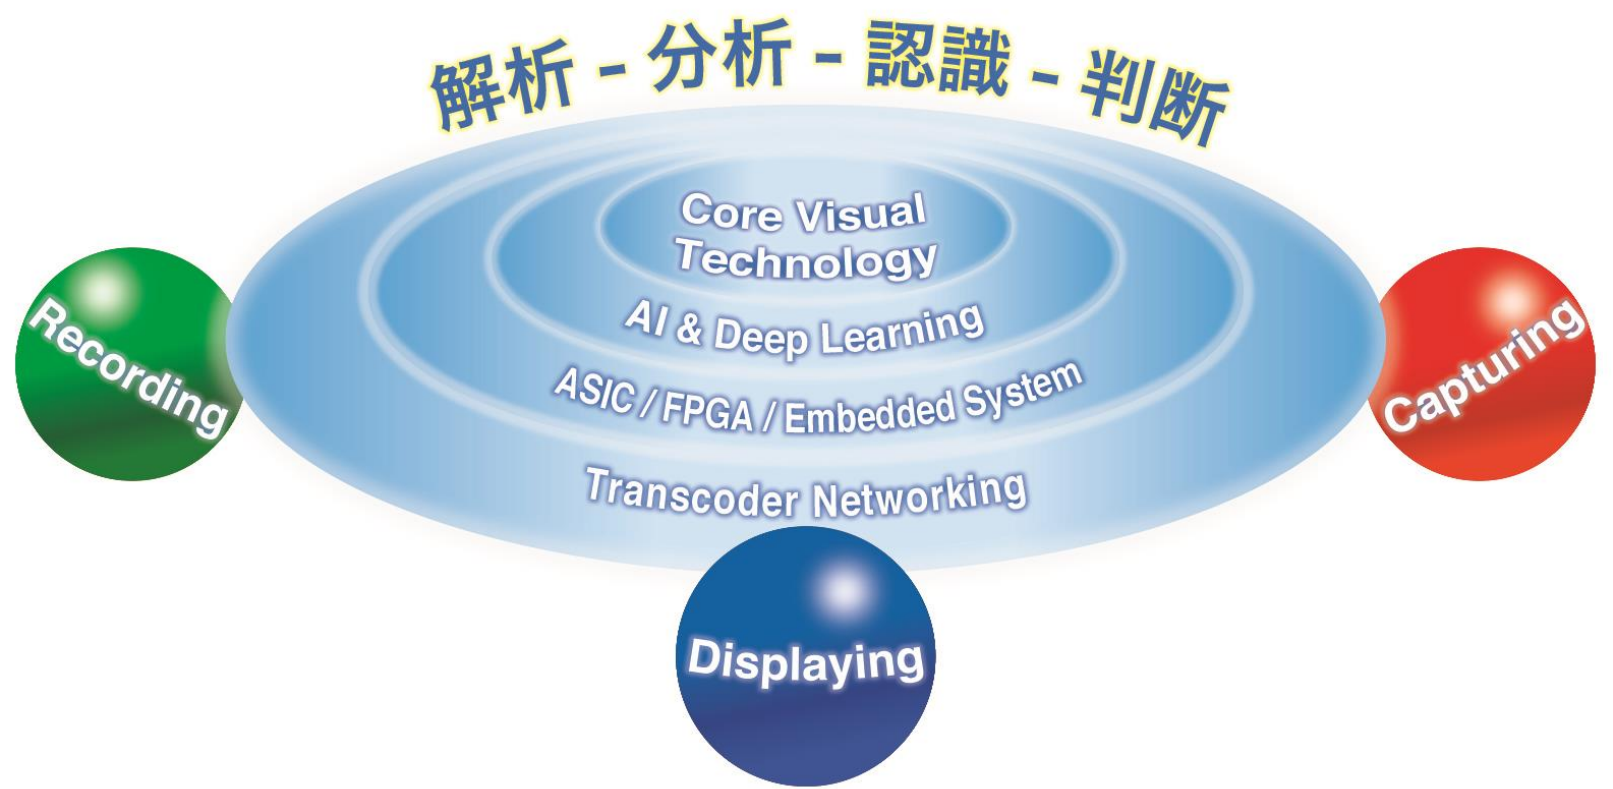 解析 - 分析 - 認識 - 判断
Core Visual
Technology
AI & Deep Learning
ASIC / FPGA / Embedded System
Transcoder Networking
Recording
Capturing
Displaying